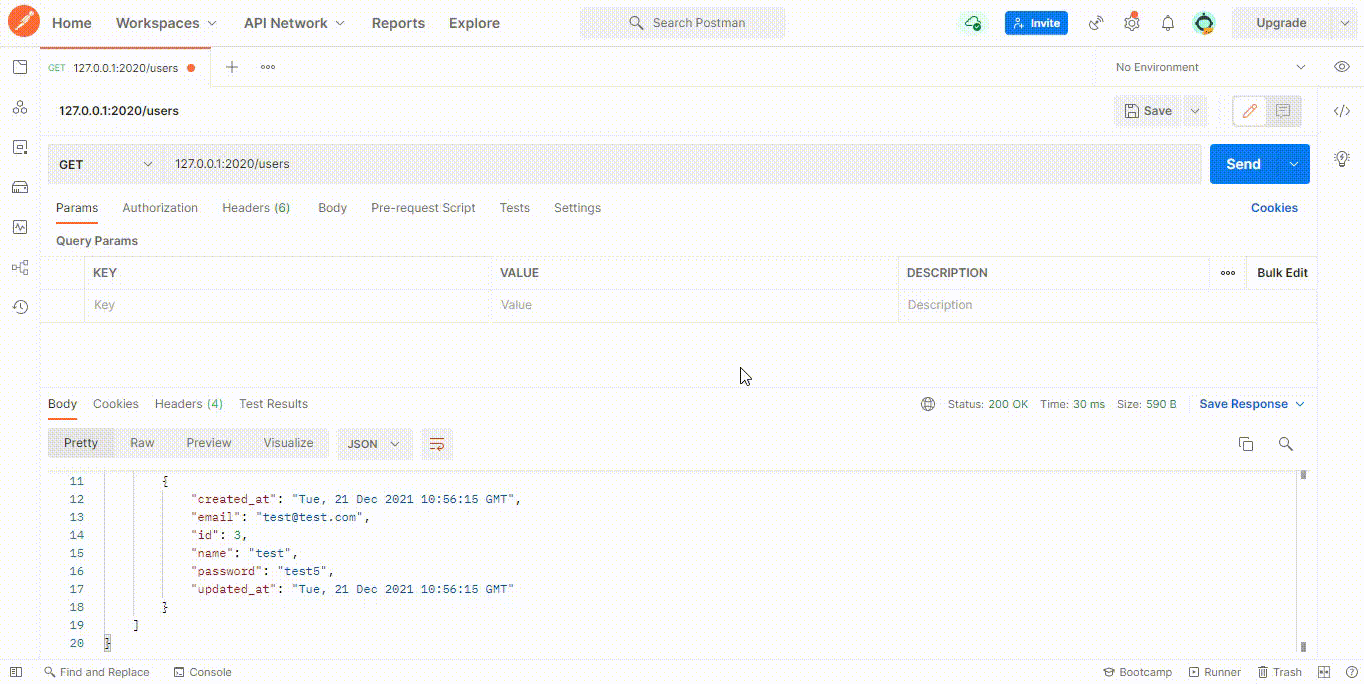 Home Workspaces API Network Reports Explore Search Postman Invite Upgrade
GET 127.0.0.1:2020/users No Environment
127.0.0.1:2020/users Save
GET 127.0.0.1:2020/users Send
Params Authorization Headers (6) Body Pre-request Script Tests Settings Cookies
Query Params
KEY VALUE DESCRIPTION Bulk Edit
Key Value Description
Body Cookies Headers (4) Test Results Status: 200 OK Time: 30 ms Size: 590 B Save Response
Pretty Raw Preview Visualize JSON
11 {
12 "created_at": "Tue, 21 Dec 2021 10:56:15 GMT",
13 "email": "test@test.com",
14 "id": 3,
15 "name": "test",
16 "password": "test5",
17 "updated_at": "Tue, 21 Dec 2021 10:56:15 GMT"
18 }
19 ]
20 }
Find and Replace Console Bootcamp Runner Trash